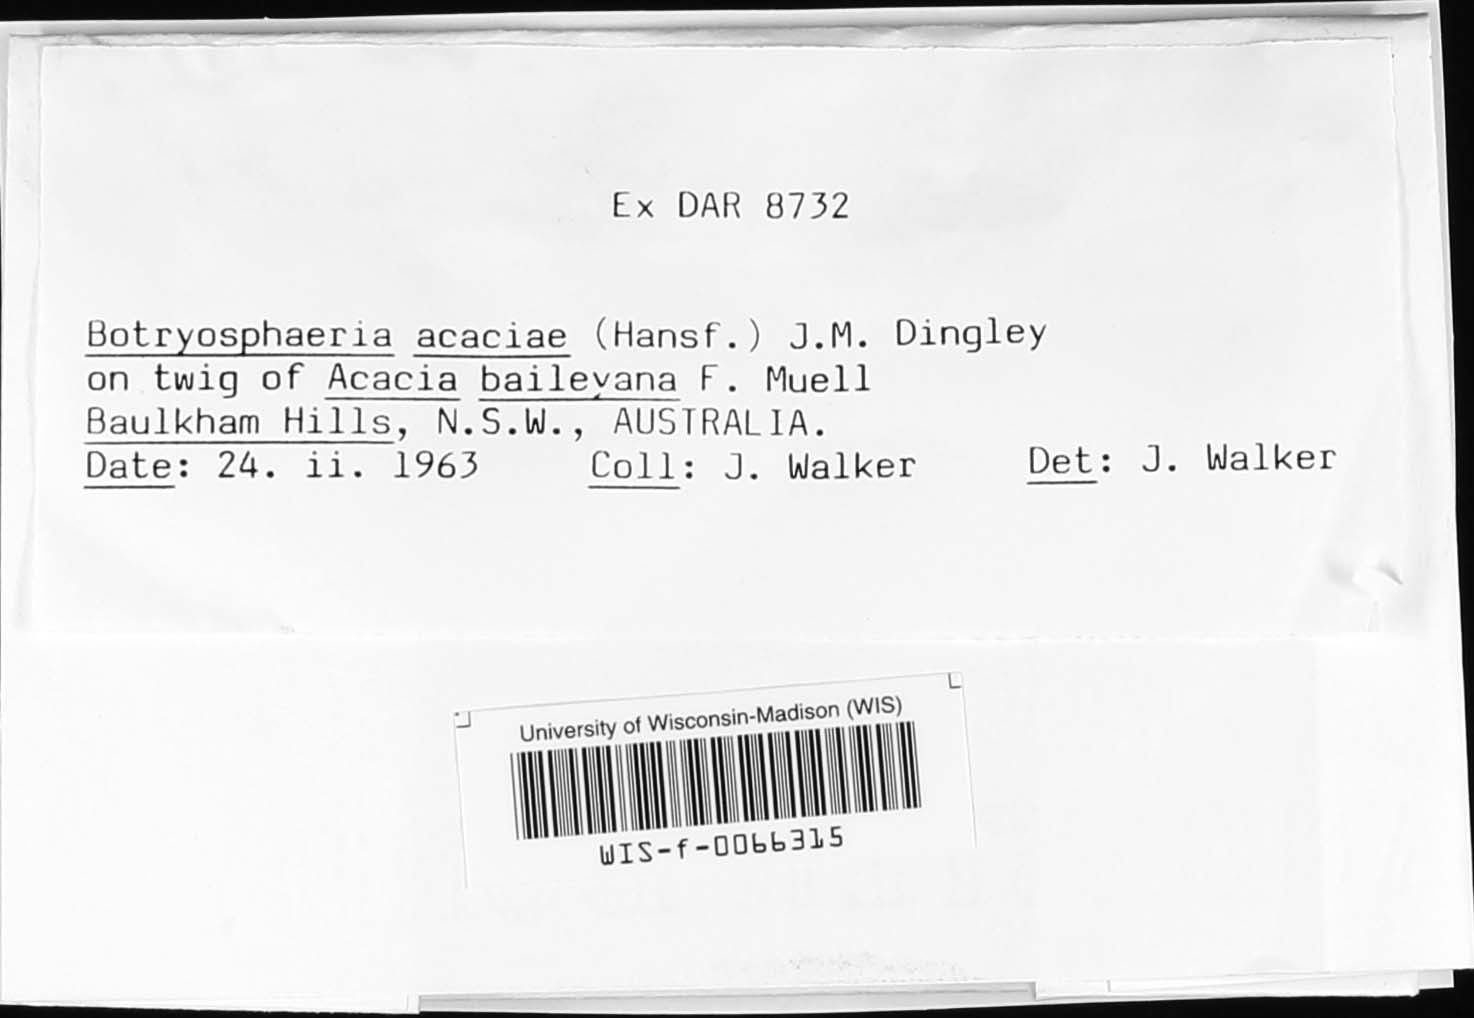 Ex DAR 8732
Botryosphaeria acaciae (Hansf.) J.M. Dingley
on twig of Acacia baileyana F. Muell
Baulkham Hills, N.S.W., AUSTRALIA.
Date: 24. ii. 1963 Coll: J. Walker Det: J. Walker
University of Wisconsin-Madison (WIS)
WIS-f-0066315